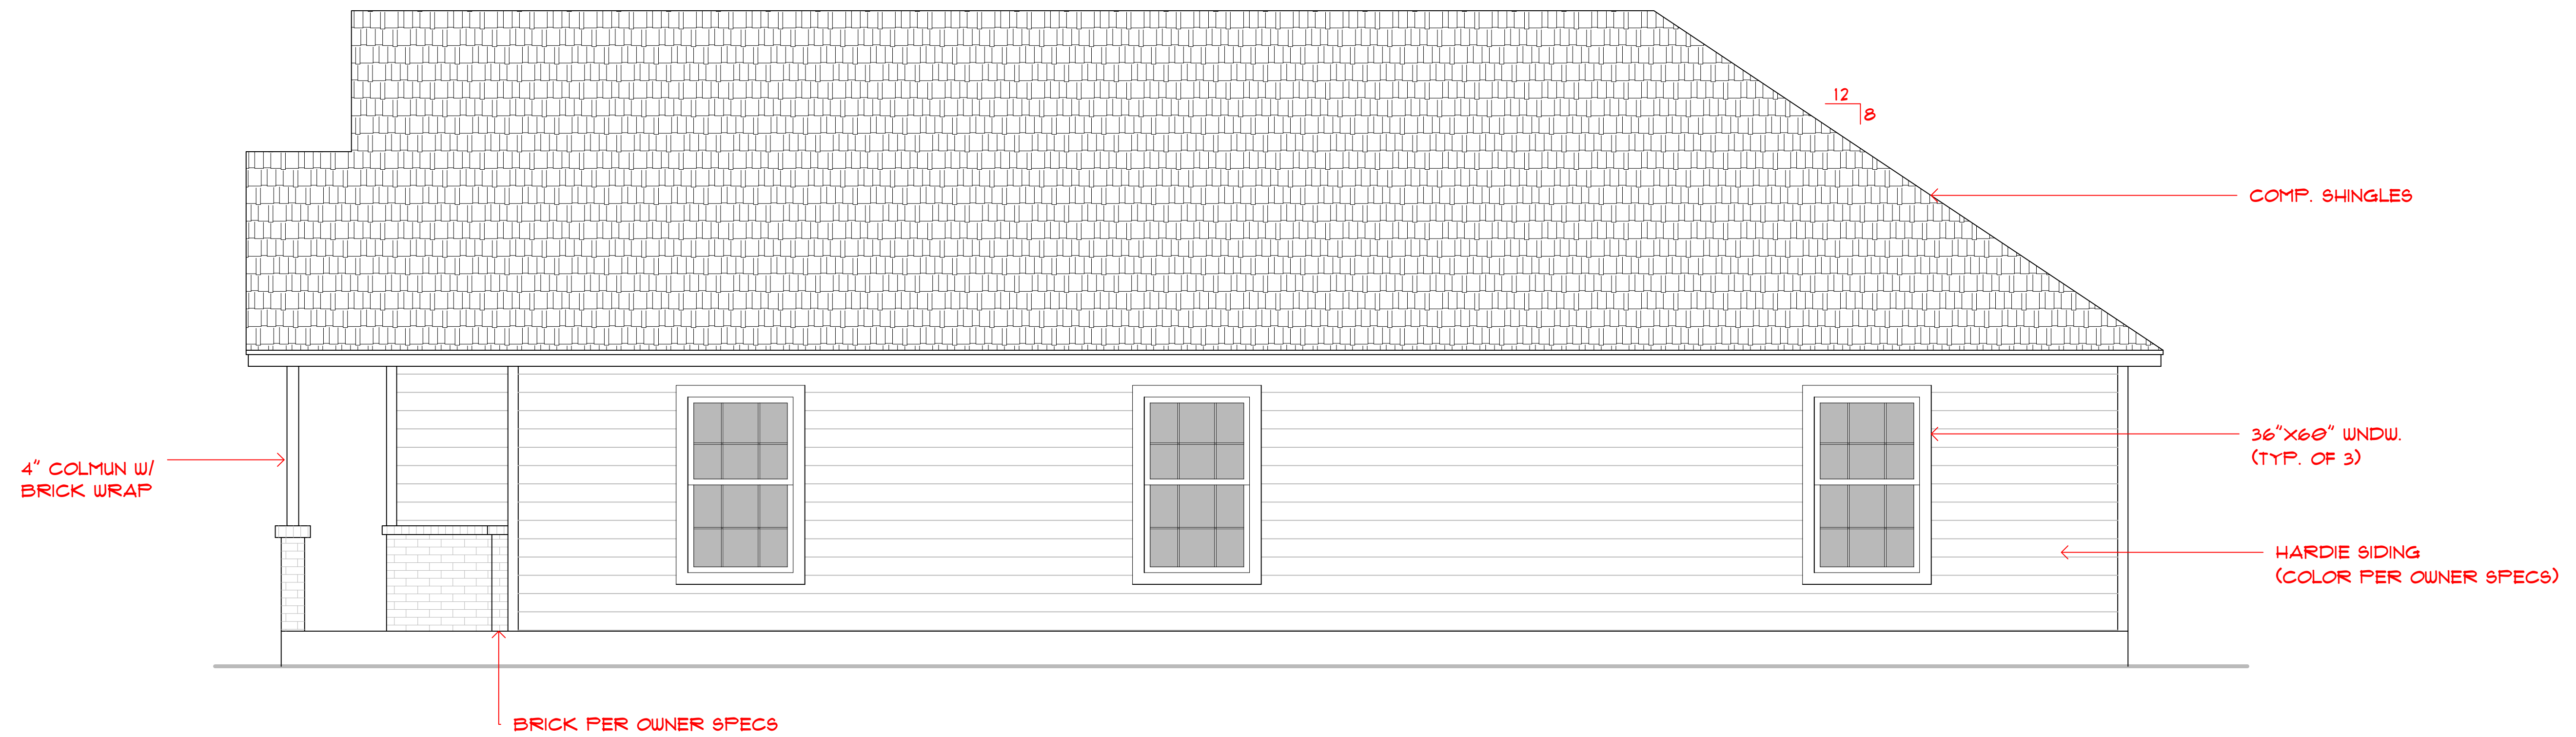 12
8
COMP. SHINGLES
36"X60" WNDW.
(TYP. OF 3)
4" COLMUN W/
BRICK WRAP
HARDIE SIDING
(COLOR PER OWNER SPECS)
BRICK PER OWNER SPECS